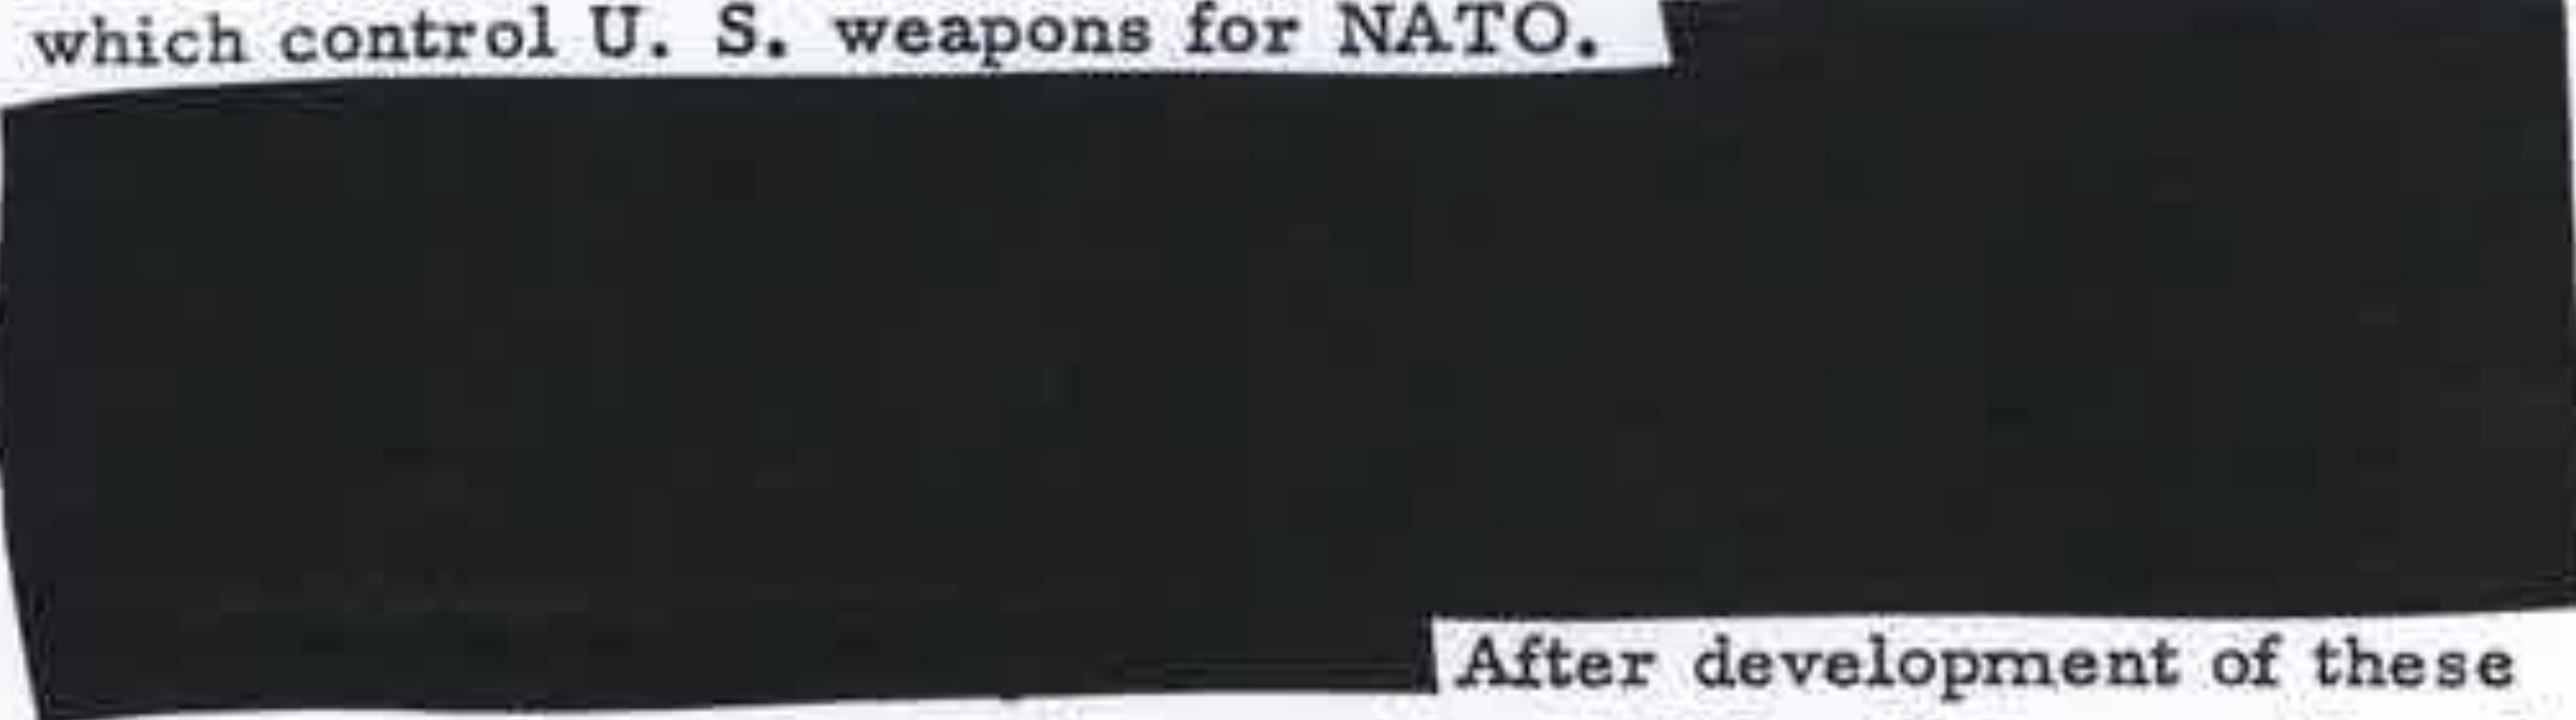 which control U. S. weapons for NATO.
After development of these